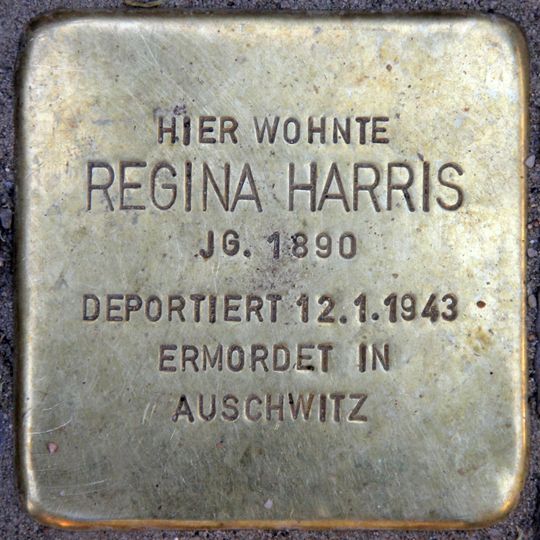 HIER WOHNTE
REGINA HARRIS
JG. 1890
DEPORTIERT 12.1.1943
ERMORDET IN
AUSCHWITZ